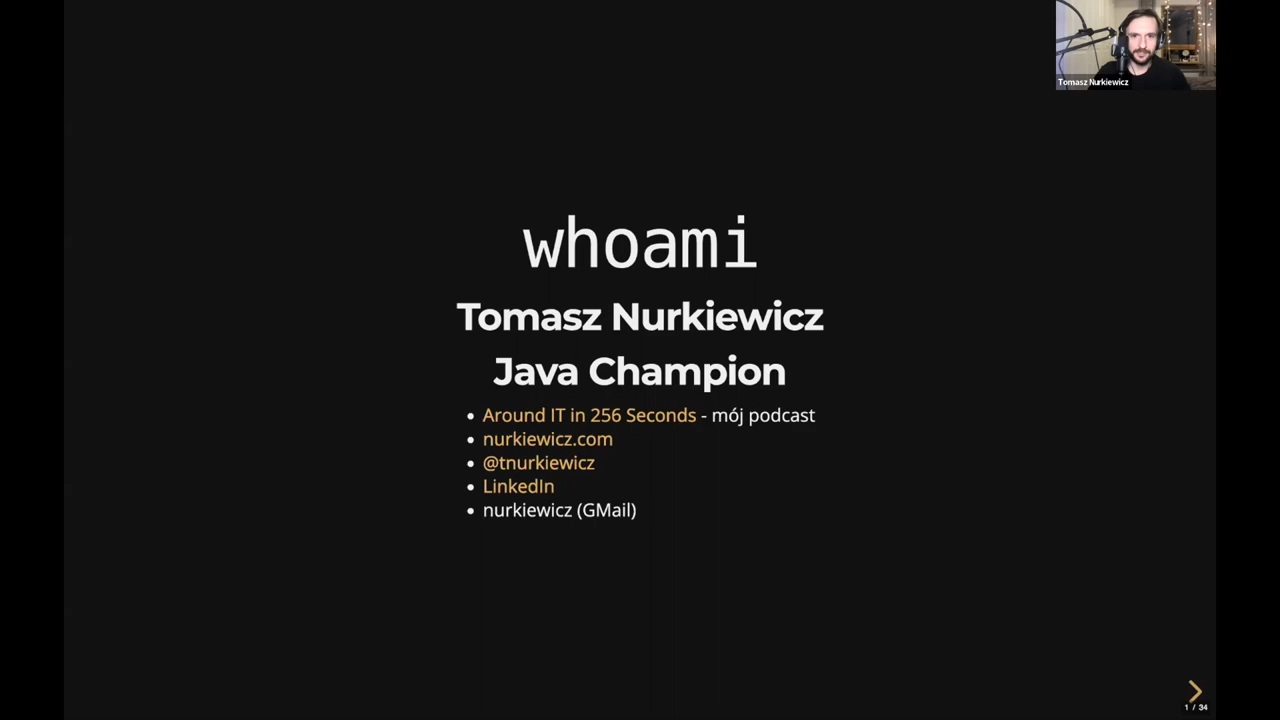 Tomasz Nurkiewicz
whoami
Tomasz Nurkiewicz
Java Champion
Around IT in 256 Seconds - mój podcast
nurkiewicz.com
@tnurkiewicz
LinkedIn
nurkiewicz (GMail)
1 / 34